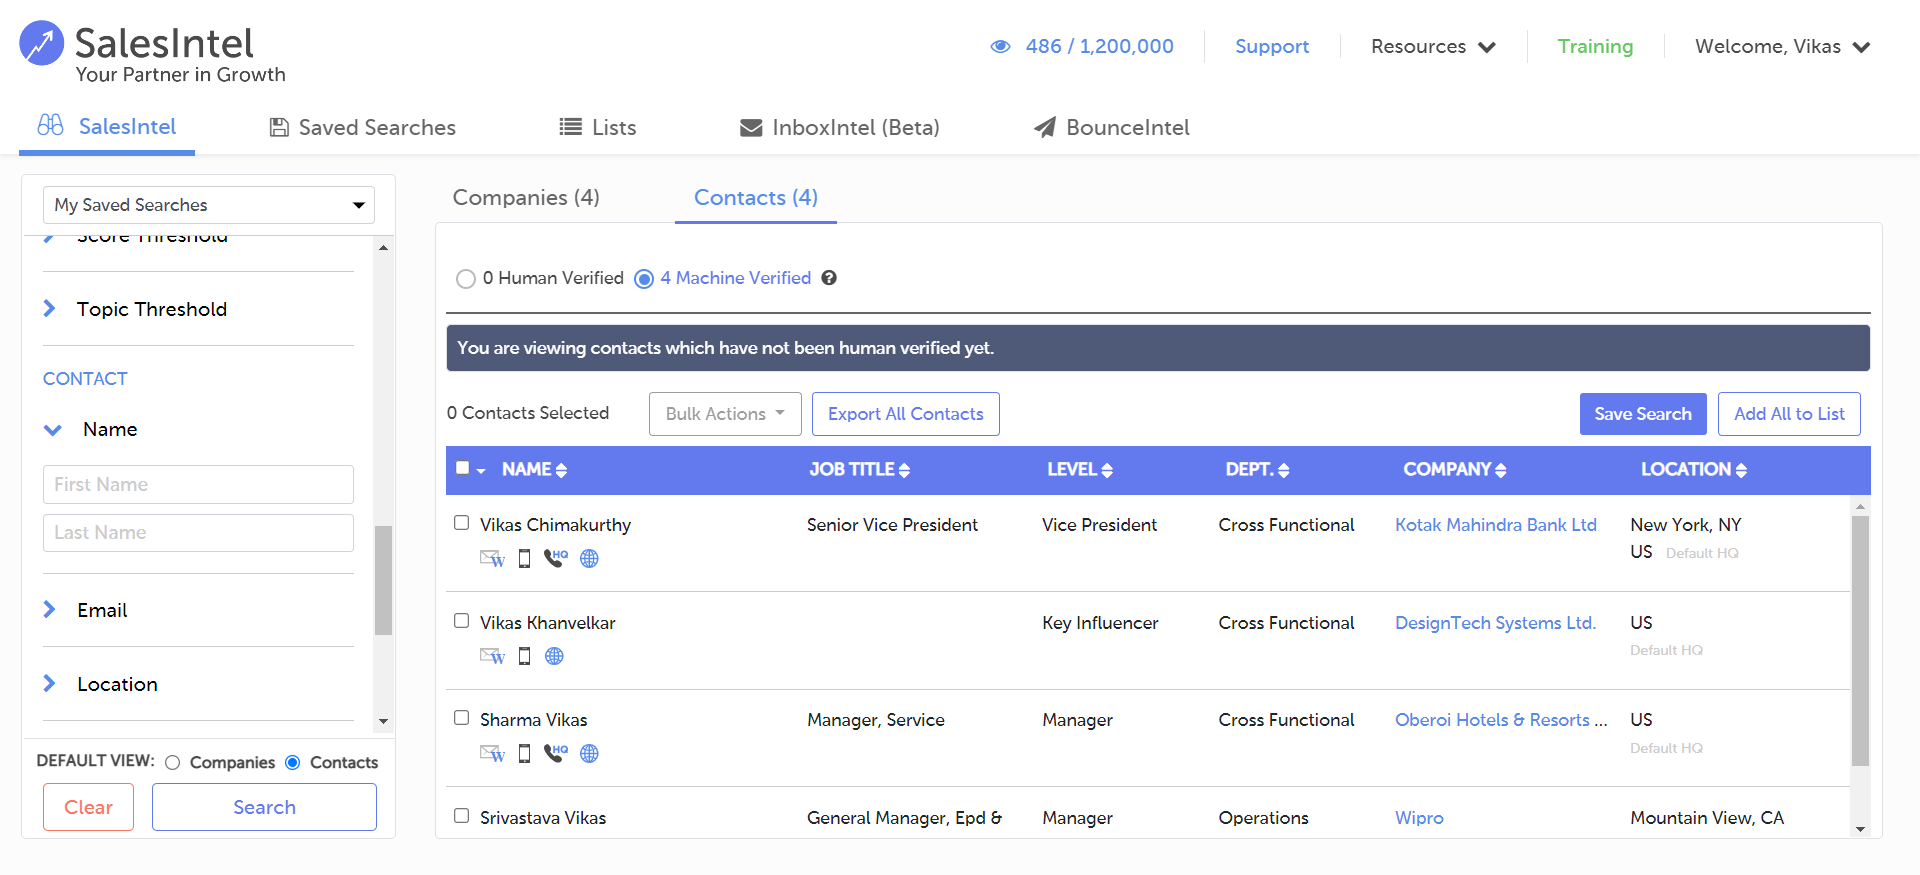 SalesIntel
Your Partner in Growth
486 / 1,200,000
Support
Resources
Training
Welcome, Vikas
SalesIntel
Saved Searches
Lists
InboxIntel (Beta)
BounceIntel
My Saved Searches
Score Threshold
Topic Threshold
CONTACT
Name
First Name
Last Name
Email
Location
DEFAULT VIEW: Companies Contacts
Clear
Search
Companies (4)
Contacts (4)
0 Human Verified 4 Machine Verified ?
You are viewing contacts which have not been human verified yet.
0 Contacts Selected
Bulk Actions
Export All Contacts
Save Search
Add All to List
NAME JOB TITLE LEVEL DEPT. COMPANY LOCATION
Vikas Chimakurthy Senior Vice President Vice President Cross Functional Kotak Mahindra Bank Ltd New York, NY
W HQ US Default HQ
Vikas Khanvelkar Key Influencer Cross Functional DesignTech Systems Ltd. US
W Default HQ
Sharma Vikas Manager, Service Manager Cross Functional Oberoi Hotels & Resorts ... US
W HQ Default HQ
Srivastava Vikas General Manager, Epd & Manager Operations Wipro Mountain View, CA